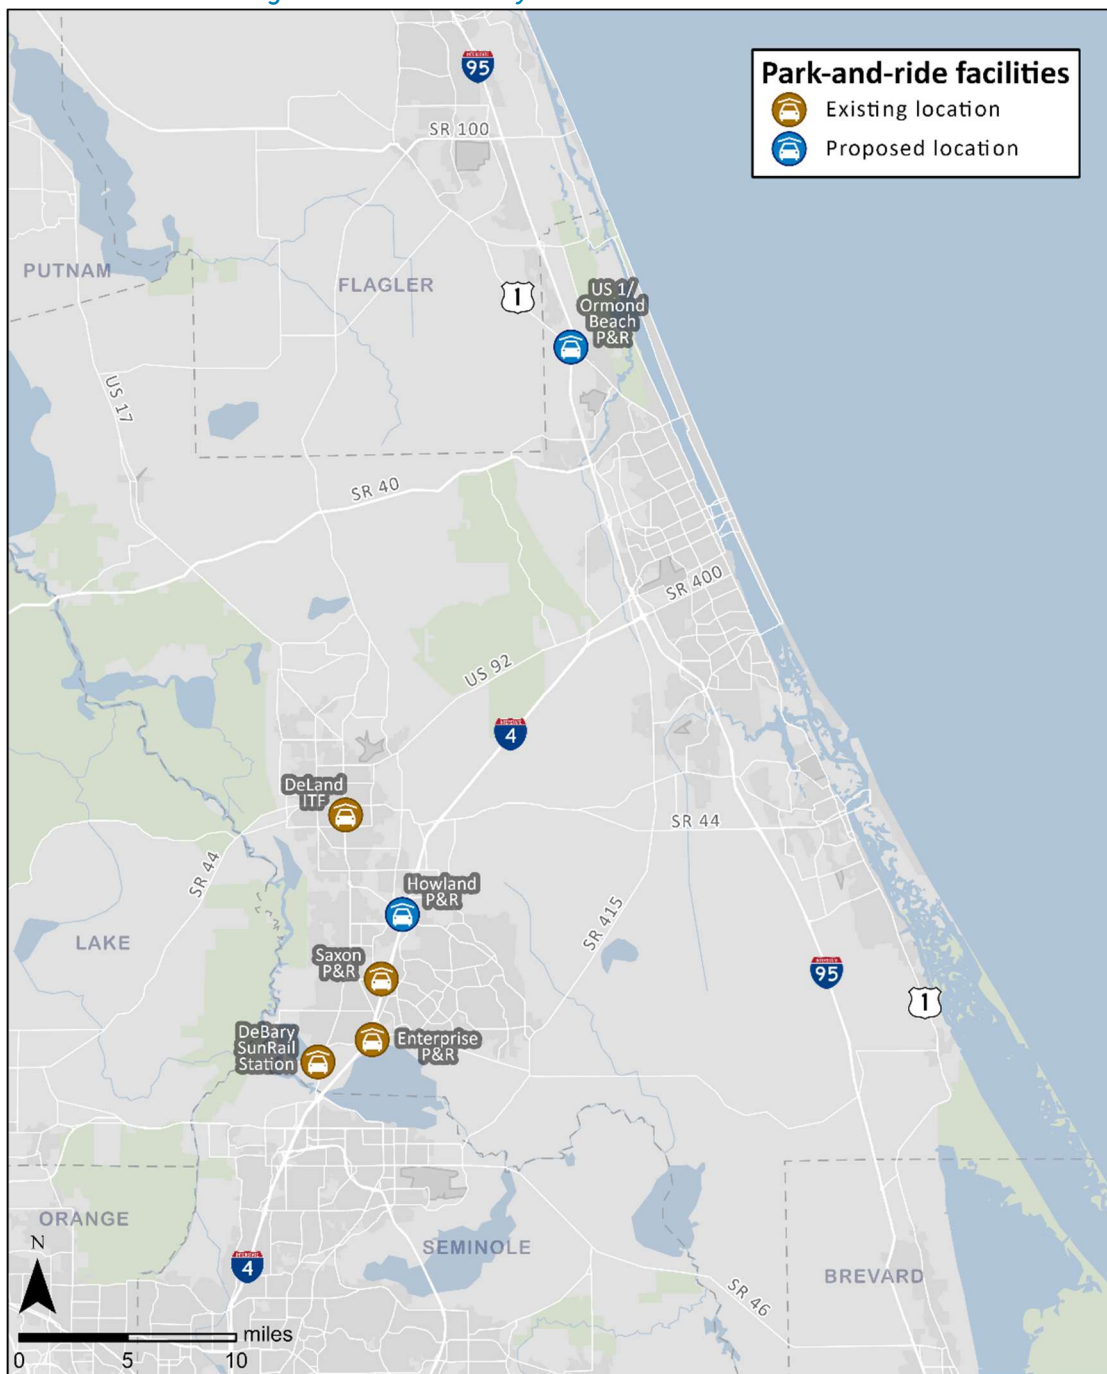 95
Park-and-ride facilities
Existing location
Proposed location
SR 100
PUTNAM
FLAGLER
1
US 1/
Ormond
Beach
P&R
US 17
SR 40
SR 400
US 92
4
DeLand
ITF
SR 44
SR 44
Howland
P&R
SR 415
LAKE
Saxon
P&R
95
1
DeBary
SunRail
Station
Enterprise
P&R
ORANGE
N
SEMINOLE
4
BREVARD
SR 46
miles
0
5
10